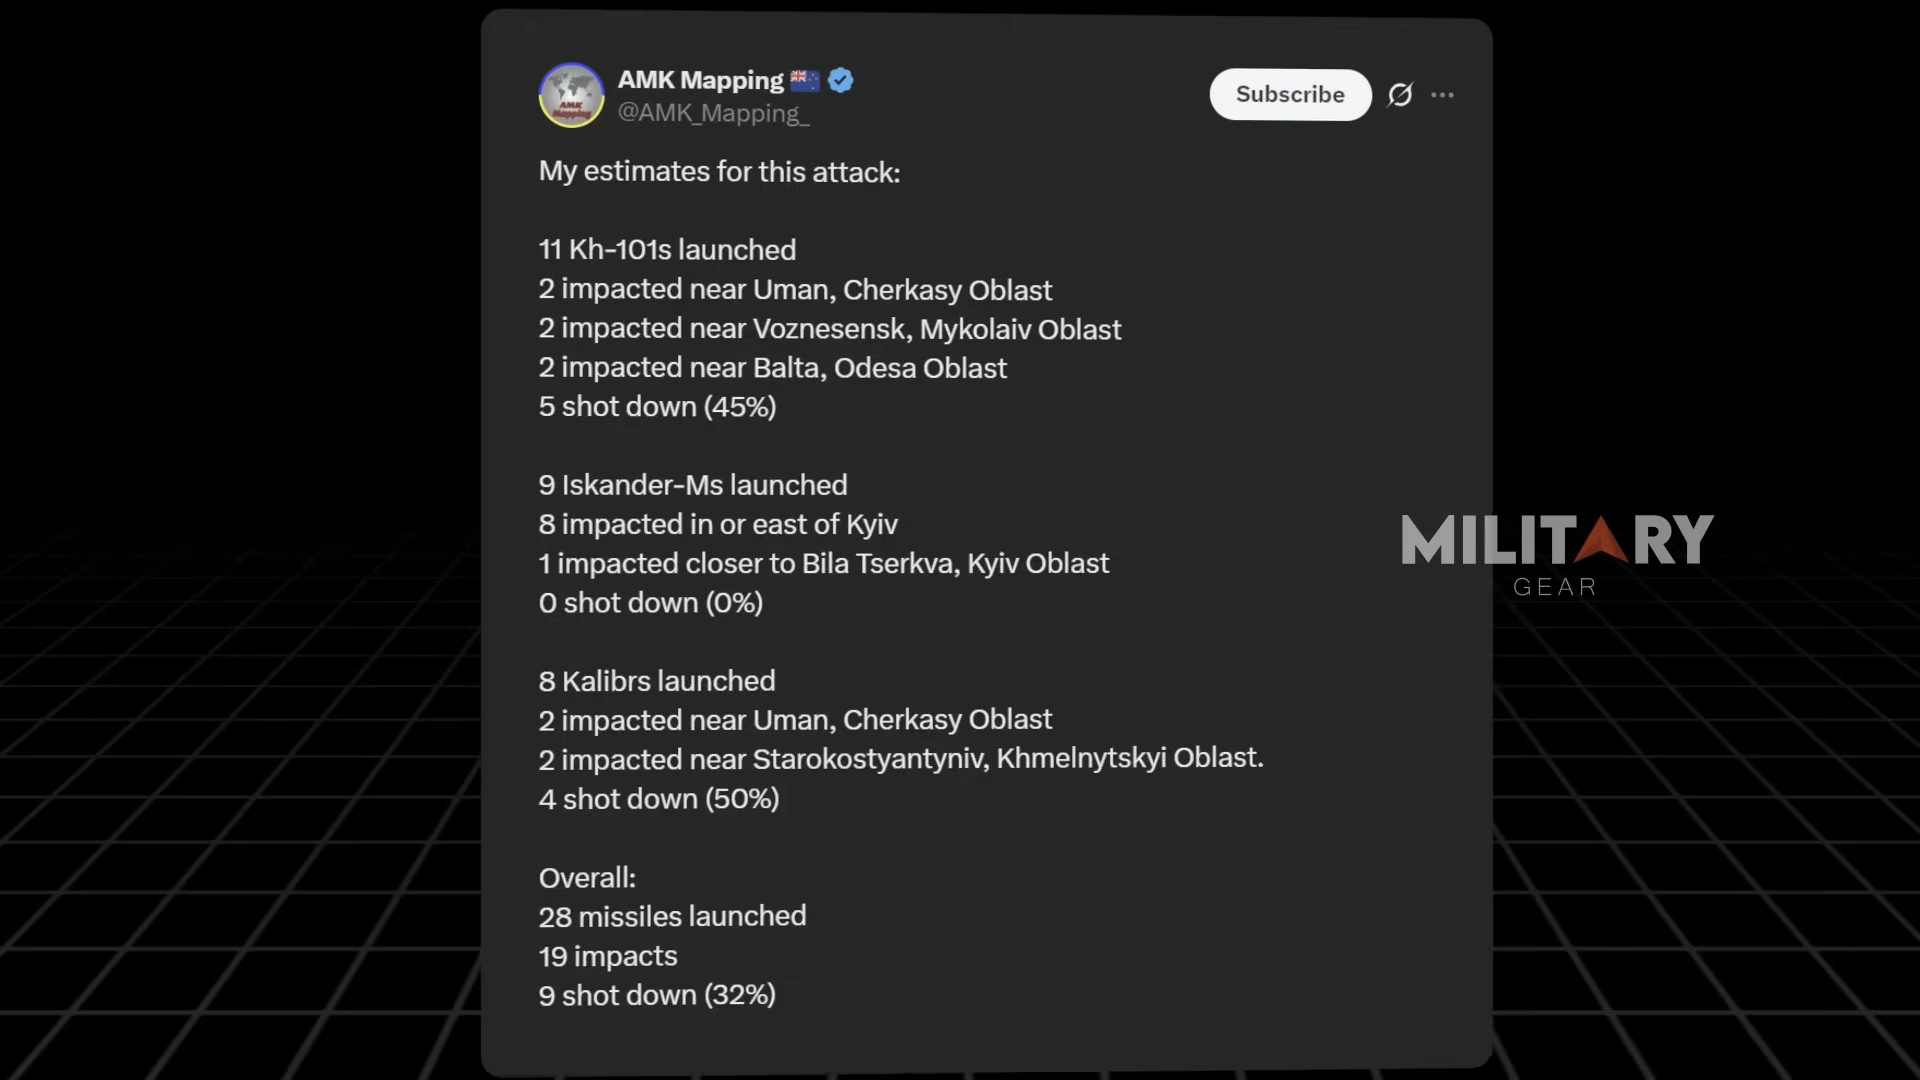 AMK Mapping
@AMK_Mapping_
Subscribe
AMK
Mapping
My estimates for this attack:
11 Kh-101s launched
2 impacted near Uman, Cherkasy Oblast
2 impacted near Voznesensk, Mykolaiv Oblast
2 impacted near Balta, Odesa Oblast
5 shot down (45%)
9 Iskander-Ms launched
8 impacted in or east of Kyiv
1 impacted closer to Bila Tserkva, Kyiv Oblast
0 shot down (0%)
8 Kalibrs launched
2 impacted near Uman, Cherkasy Oblast
2 impacted near Starokostyantyniv, Khmelnytskyi Oblast.
4 shot down (50%)
Overall:
28 missiles launched
19 impacts
9 shot down (32%)
MILITARY
GEAR